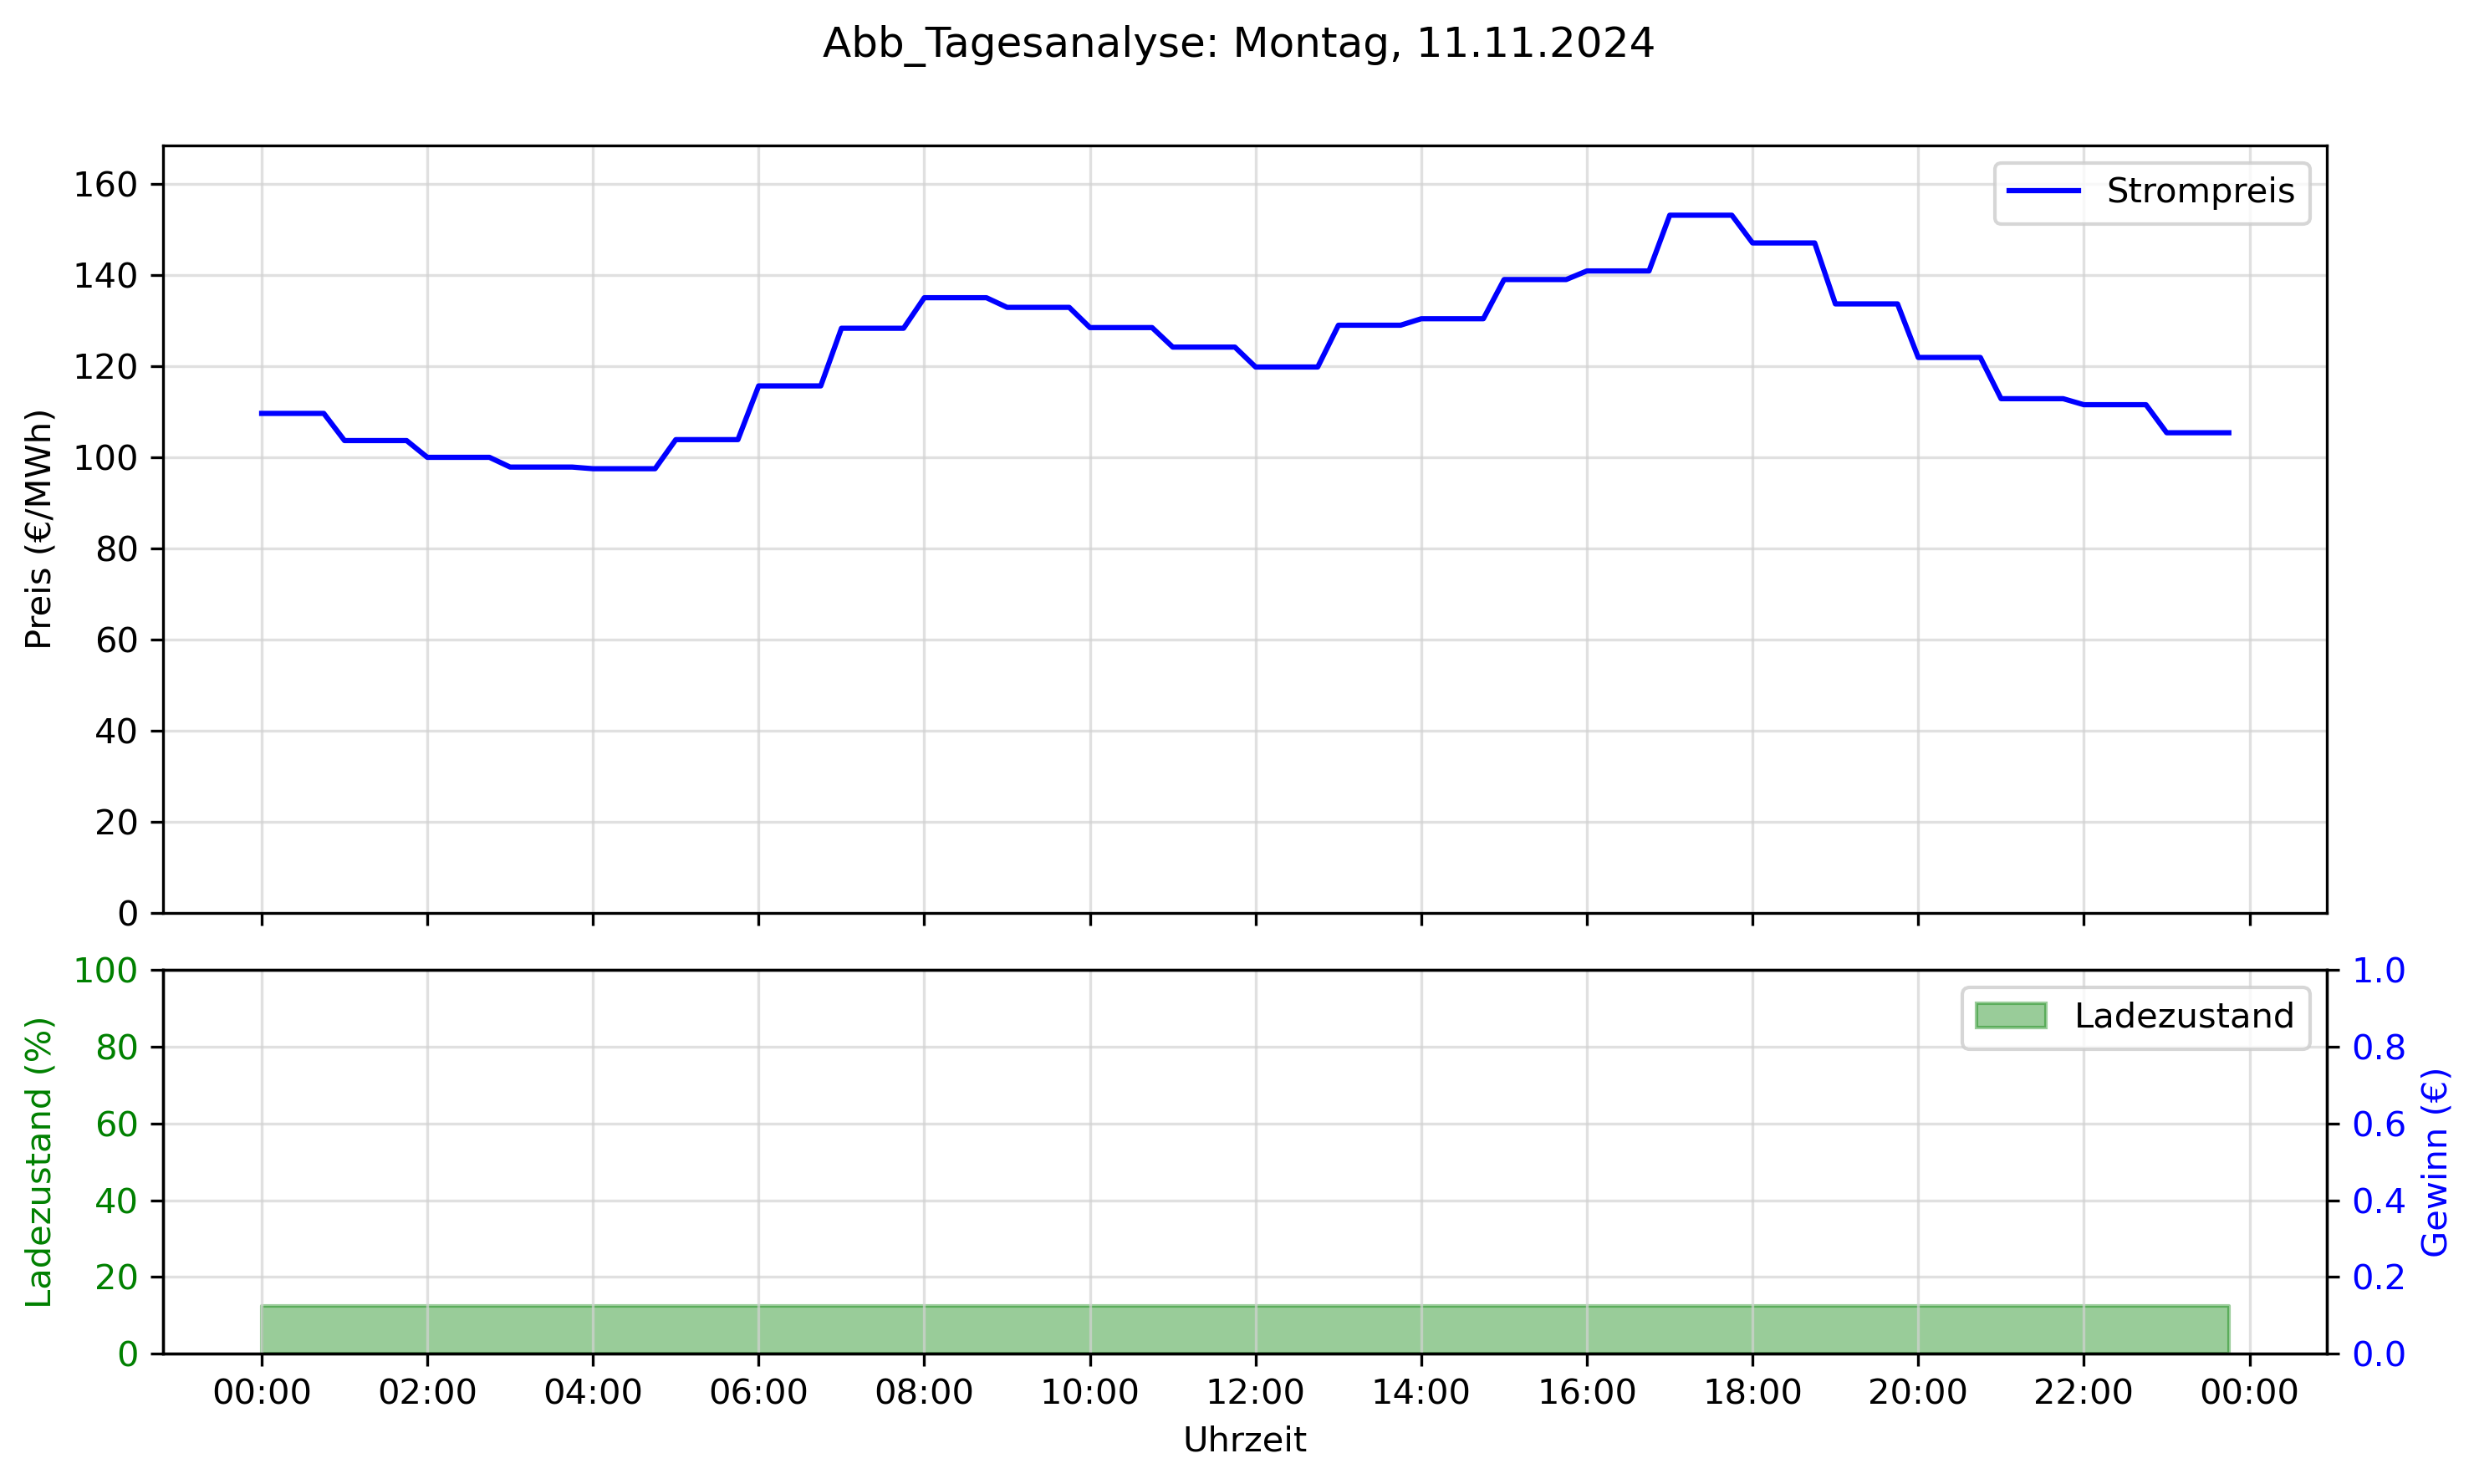 Abb_Tagesanalyse: Montag, 11.11.2024
Strompreis
Preis (€/MWh)
160
140
120
100
80
60
40
20
0
Ladezustand
Ladezustand (%)
100
80
60
40
20
0
Gewinn (€)
1.0
0.8
0.6
0.4
0.2
0.0
00:00 02:00 04:00 06:00 08:00 10:00 12:00 14:00 16:00 18:00 20:00 22:00 00:00
Uhrzeit